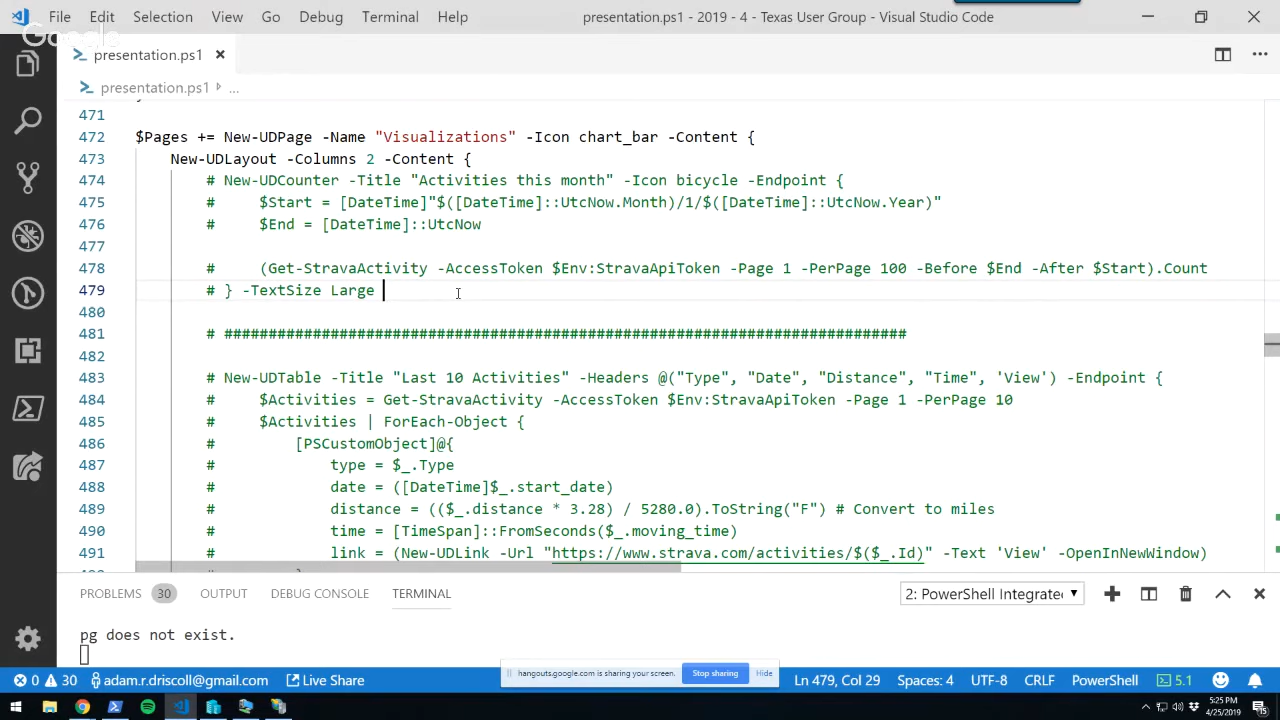 File Edit Selection View Go Debug Terminal Help presentation.ps1 - 2019 - 4 - Texas User Group - Visual Studio Code
Google
presentation.ps1
presentation.ps1 ...
471
472 $Pages += New-UDPage -Name "Visualizations" -Icon chart_bar -Content {
473 New-UDLayout -Columns 2 -Content {
474 # New-UDCounter -Title "Activities this month" -Icon bicycle -Endpoint {
475 # $Start = [DateTime]"$([DateTime]::UtcNow.Month)/1/$([DateTime]::UtcNow.Year)"
476 # $End = [DateTime]::UtcNow
477
478 # (Get-StravaActivity -AccessToken $Env:StravaApiToken -Page 1 -PerPage 100 -Before $End -After $Start).Count
479 # } -TextSize Large
480
481 # #############################################################################
482
483 # New-UDTable -Title "Last 10 Activities" -Headers @("Type", "Date", "Distance", "Time", 'View') -Endpoint {
484 # $Activities = Get-StravaActivity -AccessToken $Env:StravaApiToken -Page 1 -PerPage 10
485 # $Activities | ForEach-Object {
486 # [PSCustomObject]@{
487 # type = $_.Type
488 # date = ([DateTime]$_.start_date)
489 # distance = (($_.distance * 3.28) / 5280.0).ToString("F") # Convert to miles
490 # time = [TimeSpan]::FromSeconds($_.moving_time)
491 # link = (New-UDLink -Url "https://www.strava.com/activities/$($_.Id)" -Text 'View' -OpenInNewWindow)
PROBLEMS 30 OUTPUT DEBUG CONSOLE TERMINAL 2: PowerShell Integrated
pg does not exist.
hangouts.google.com is sharing your screen. Stop sharing Hide
0 30 adam.r.driscoll@gmail.com Live Share Ln 479, Col 29 Spaces: 4 UTF-8 CRLF PowerShell 5.1
5:25 PM
4/25/2019
15